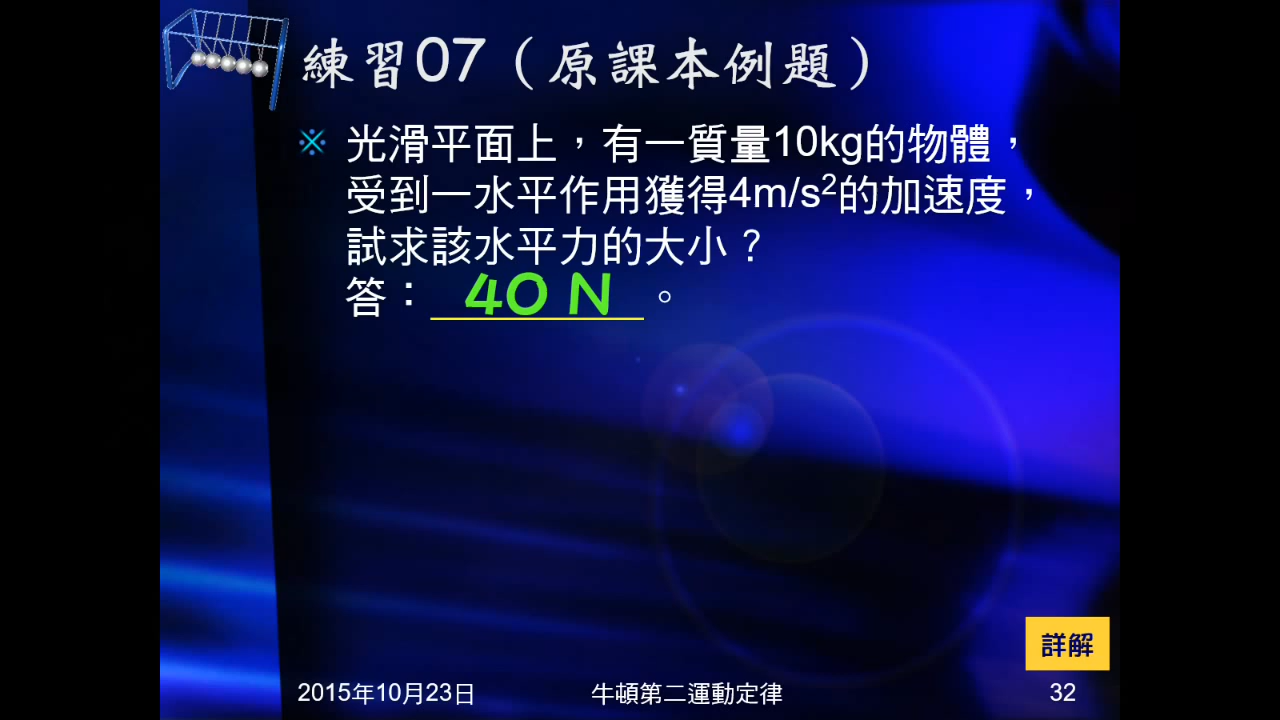 練習07（原課本例題）
※ 光滑平面上，有一質量10kg的物體，
受到一水平作用獲得4m/s²的加速度，
試求該水平力的大小？
答：40 N。
詳解
2015年10月23日 牛頓第二運動定律 32